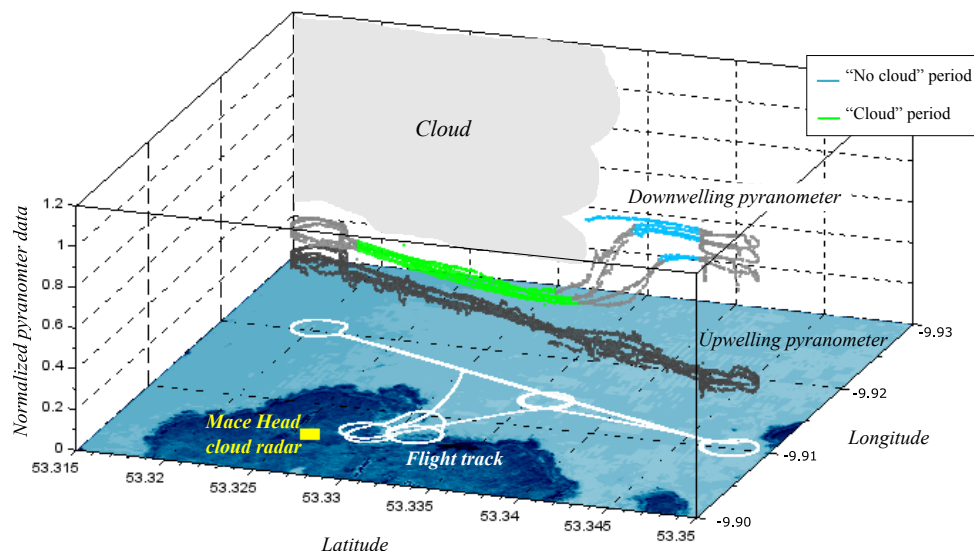 Cloud
“No cloud” period
“Cloud” period
Downwelling pyranometer
Upwelling pyranometer
Normalized pyranomter data
1.2
1
0.8
0.6
0.4
0.2
0
Mace Head
cloud radar
Flight track
53.315
53.32
53.325
53.33
53.335
53.34
53.345
53.35
Latitude
-9.93
-9.92
-9.91
-9.90
Longitude